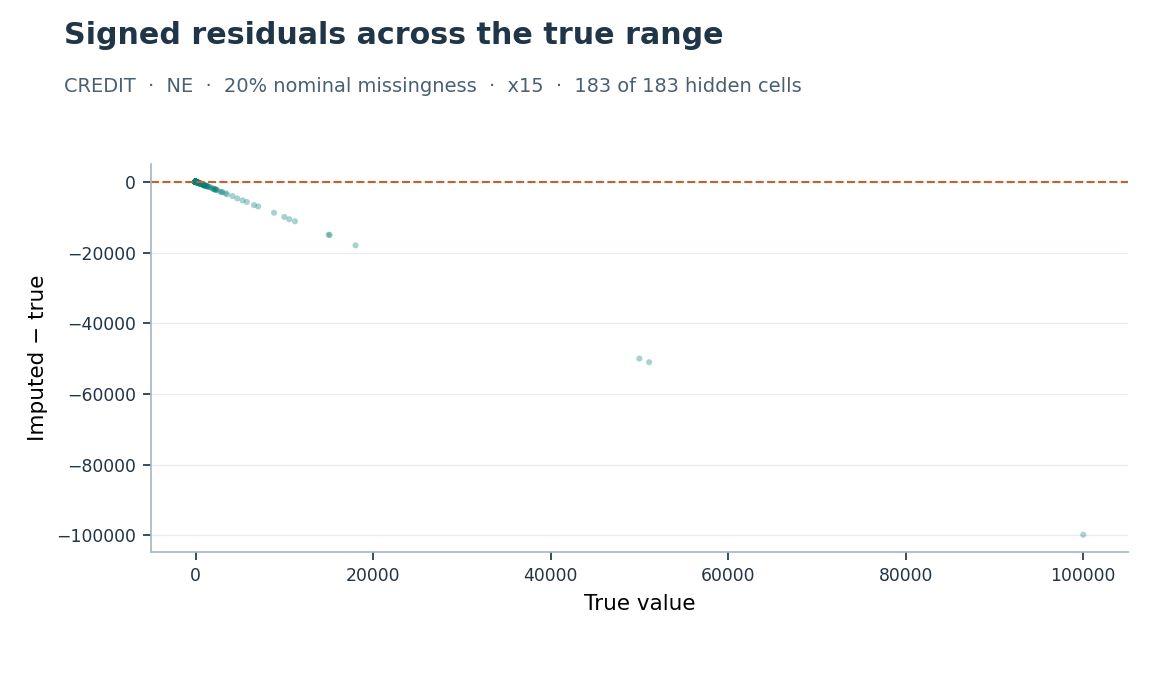 Signed residuals across the true range
CREDIT · NE · 20% nominal missingness · x15 · 183 of 183 hidden cells
Imputed − true
0
−20000
−40000
−60000
−80000
−100000
0 20000 40000 60000 80000 100000
True value